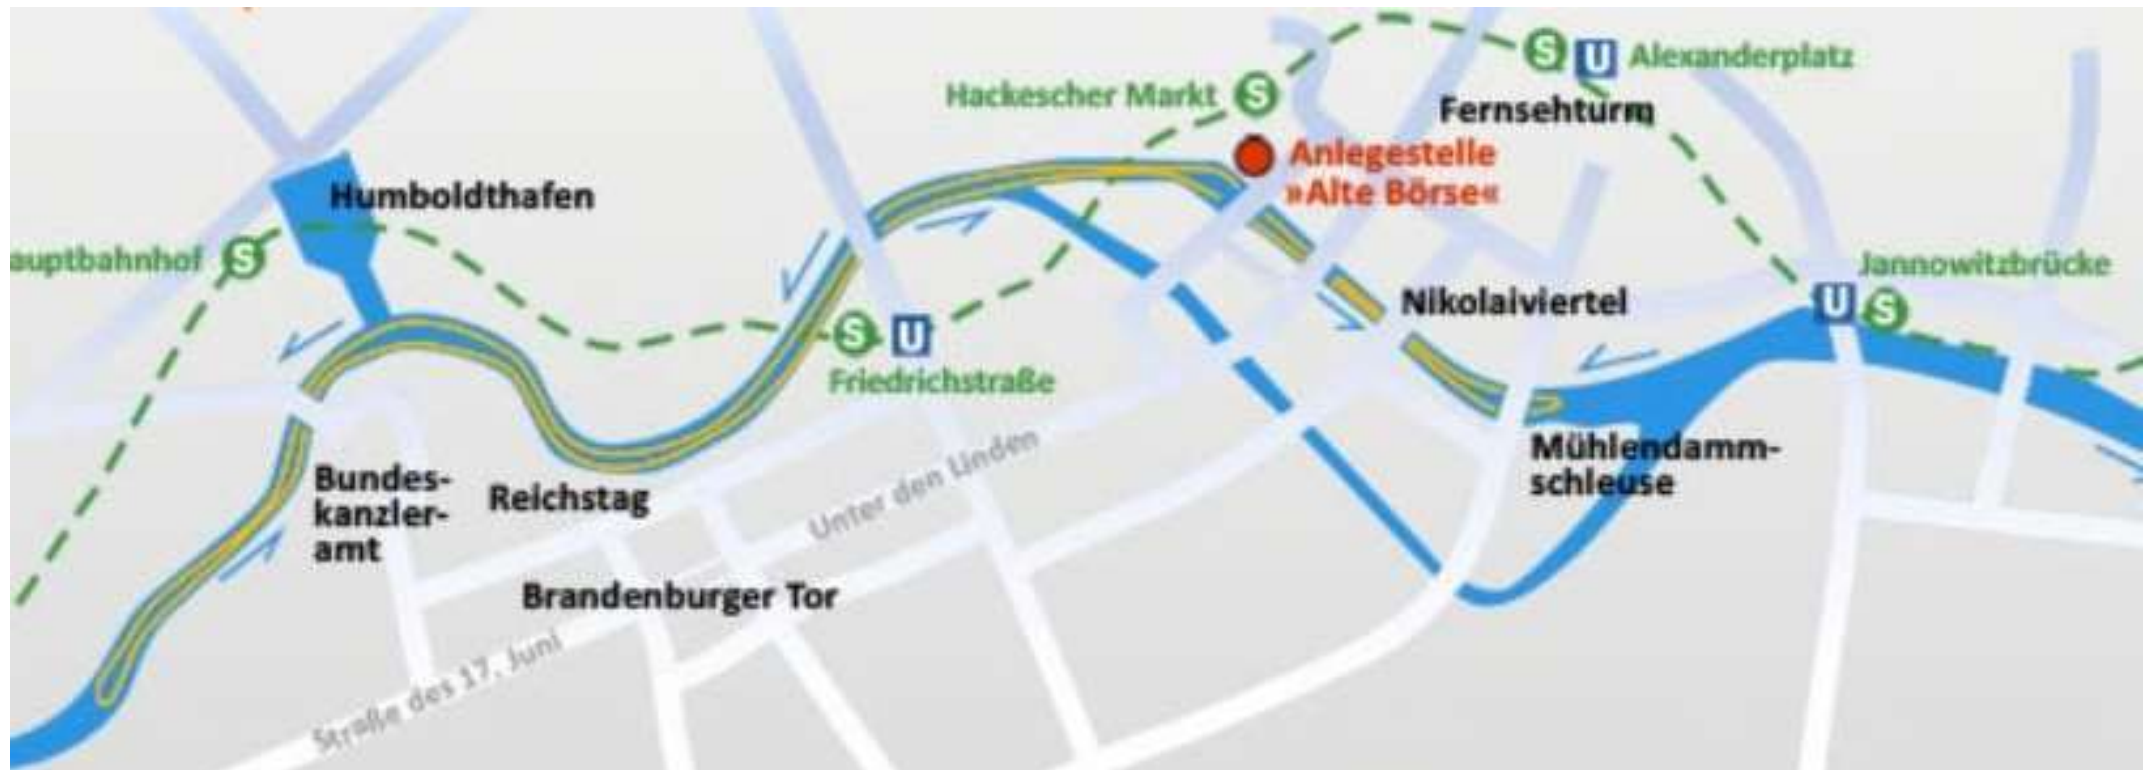 S U Alexanderplatz
Hackescher Markt S
Fernsehturm
Anlegestelle
»Alte Börse«
Humboldthafen
auptbahnhof S
Jannowitzbrücke
U S
Nikolaiviertel
S U
Friedrichstraße
Mühlendamm-
schleuse
Bundes-
kanzler-
amt
Reichstag
Unter den Linden
Brandenburger Tor
Straße des 17. Juni